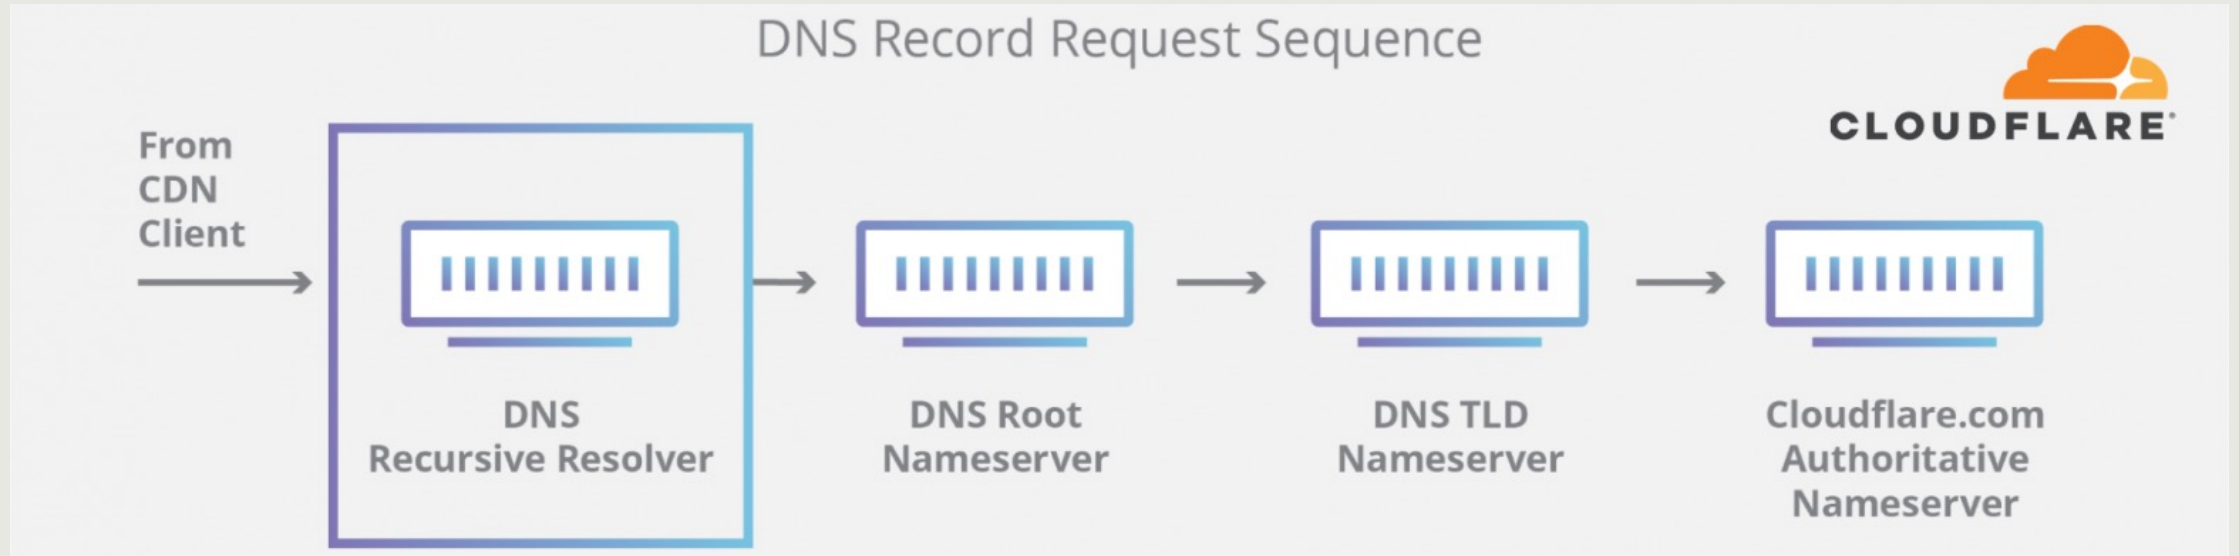 DNS Record Request Sequence
CLOUDFLARE
From
CDN
Client
DNS
Recursive Resolver
DNS Root
Nameserver
DNS TLD
Nameserver
Cloudflare.com
Authoritative
Nameserver